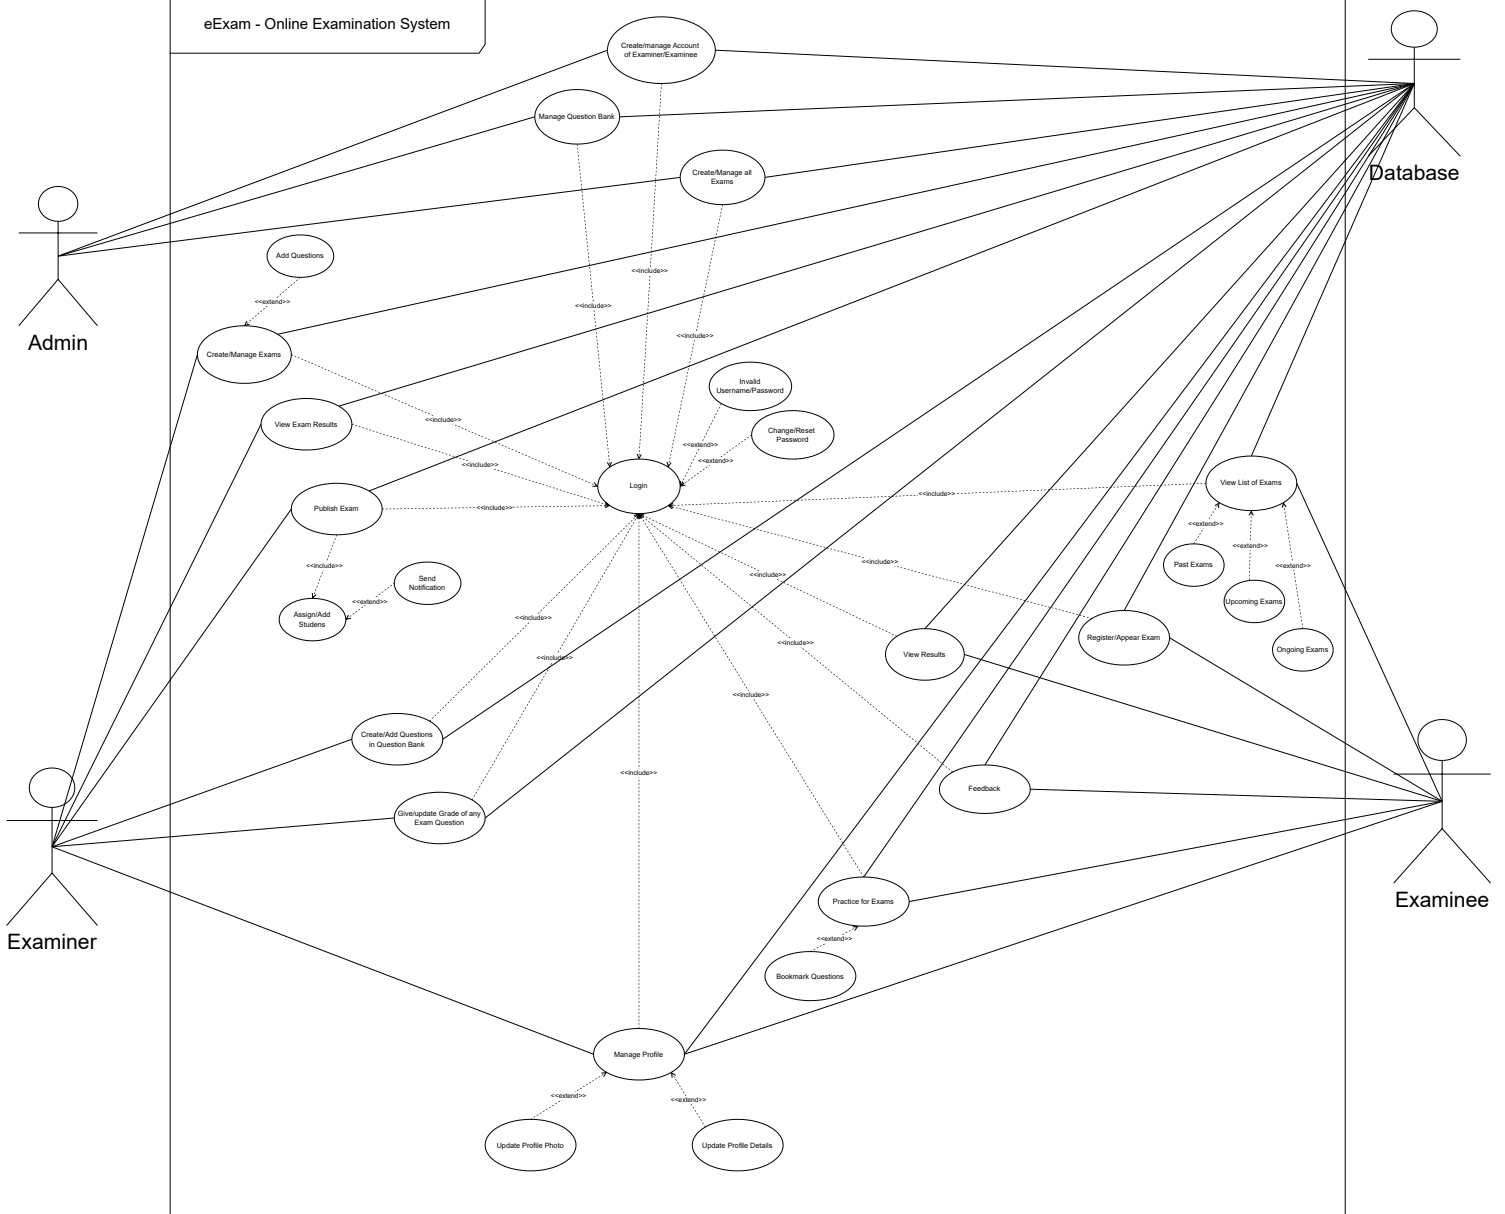 eExam - Online Examination System
Create/manage Account
of Examiner/Examinee
Manage Question Bank
Create/Manage all
Exams
Database
Admin
Add Questions
<<include>>
<<extend>>
<<include>>
<<include>>
Create/Manage Exams
Invalid
Username/Password
View Exam Results
<<include>>
Change/Reset
Password
<<extend>>
<<extend>>
<<include>>
Login
View List of Exams
<<include>>
Publish Exam
<<include>>
<<extend>>
<<extend>>
<<extend>>
Past Exams
<<include>>
<<include>>
<<include>>
Send
Notification
<<extend>>
Upcoming Exams
Assign/Add
Studens
<<include>>
Register/Appear Exam
<<include>>
Ongoing Exams
View Results
<<include>>
<<include>>
Create/Add Questions
in Question Bank
<<include>>
Feedback
Give/update Grade of any
Exam Question
Practice for Exams
Examinee
Examiner
<<extend>>
Bookmark Questions
Manage Profile
<<extend>>
<<extend>>
Update Profile Photo
Update Profile Details